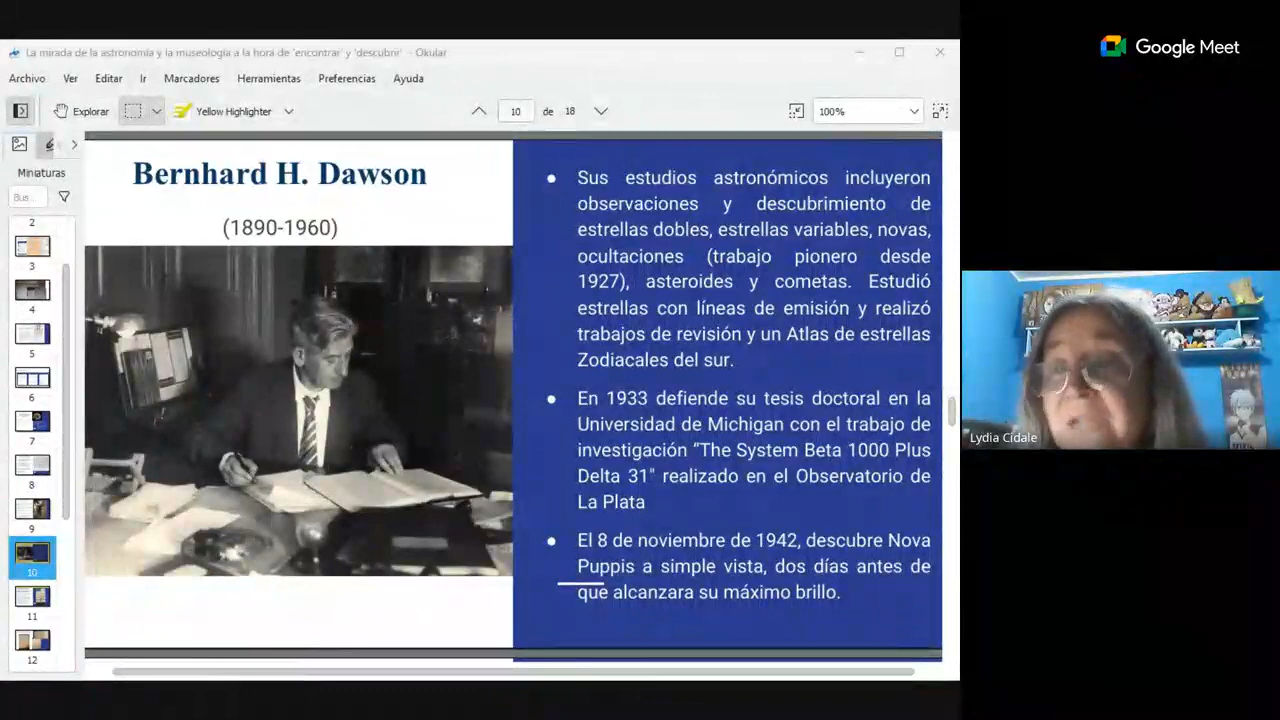 La mirada de la astronomía y la museología a la hora de 'encontrar' y 'descubrir' - Okular
Google Meet
Archivo Ver Editar Ir Marcadores Herramientas Preferencias Ayuda
Explorar Yellow Highlighter 10 de 18 100%
Miniaturas
Bus...
2
3
4
5
6
7
8
9
10
11
12
Bernhard H. Dawson
(1890-1960)
● Sus estudios astronómicos incluyeron
observaciones y descubrimiento de
estrellas dobles, estrellas variables, novas,
ocultaciones (trabajo pionero desde
1927), asteroides y cometas. Estudió
estrellas con líneas de emisión y realizó
trabajos de revisión y un Atlas de estrellas
Zodiacales del sur.
● En 1933 defiende su tesis doctoral en la
Universidad de Michigan con el trabajo de
investigación “The System Beta 1000 Plus
Delta 31" realizado en el Observatorio de
La Plata
● El 8 de noviembre de 1942, descubre Nova
Puppis a simple vista, dos días antes de
que alcanzara su máximo brillo.
Lydia Cidale